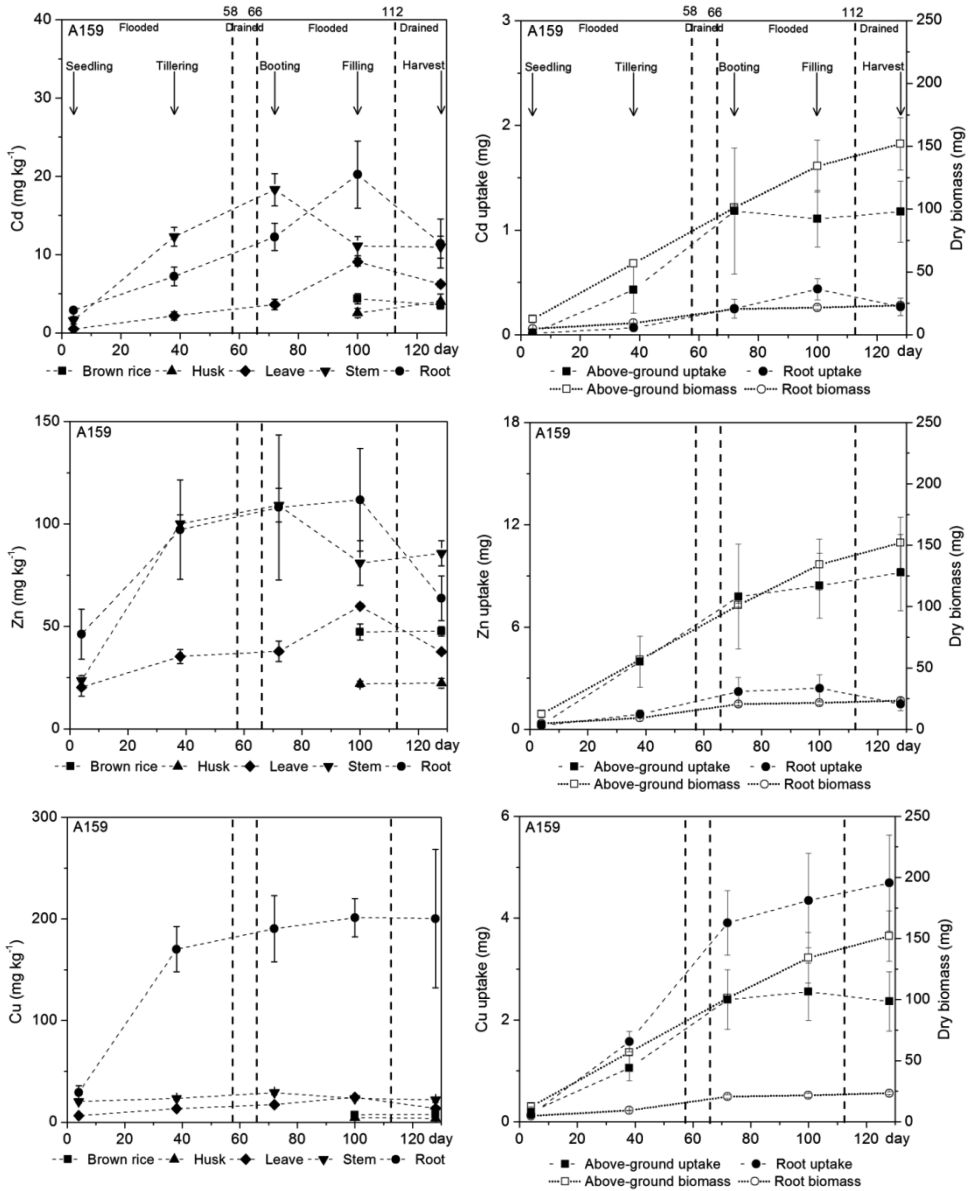 58 66 112
A159 Flooded Drained Flooded Drained
Seedling Tillering Booting Filling Harvest
Cd (mg kg-1)
40
30
20
10
0
0 20 40 60 80 100 120 day
Brown rice Husk Leave Stem Root
58 66 112
A159 Flooded Drained Flooded Drained
Seedling Tillering Booting Filling Harvest
Cd uptake (mg)
3
2
1
0
Dry biomass (mg)
250
200
150
100
50
0
0 20 40 60 80 100 120 day
Above-ground uptake Root uptake
Above-ground biomass Root biomass
A159
Zn (mg kg-1)
150
100
50
0
0 20 40 60 80 100 120 day
Brown rice Husk Leave Stem Root
A159
Zn uptake (mg)
18
12
6
0
Dry biomass (mg)
250
200
150
100
50
0
0 20 40 60 80 100 120 day
Above-ground uptake Root uptake
Above-ground biomass Root biomass
A159
Cu (mg kg-1)
300
200
100
0
0 20 40 60 80 100 120 day
Brown rice Husk Leave Stem Root
A159
Cu uptake (mg)
6
4
2
0
Dry biomass (mg)
250
200
150
100
50
0
0 20 40 60 80 100 120 day
Above-ground uptake Root uptake
Above-ground biomass Root biomass